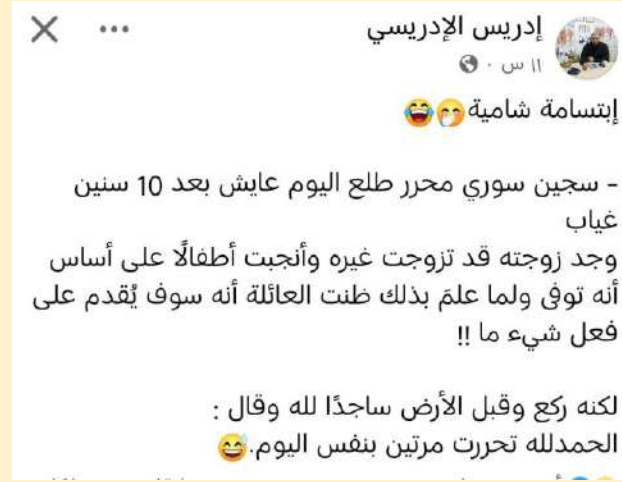 إدريس الإدريسي
١١ س ·
إبتسامة شامية🤭😂
- سجين سوري محرر طلع اليوم عايش بعد 10 سنين
غياب
وجد زوجته قد تزوجت غيره وأنجبت أطفالًا على أساس
أنه توفى ولما علمَ بذلك ظنت العائلة أنه سوف يُقدم على
فعل شيء ما !!
لكنه ركع وقبل الأرض ساجدًا لله وقال :
الحمدلله تحررت مرتين بنفس اليوم.😅